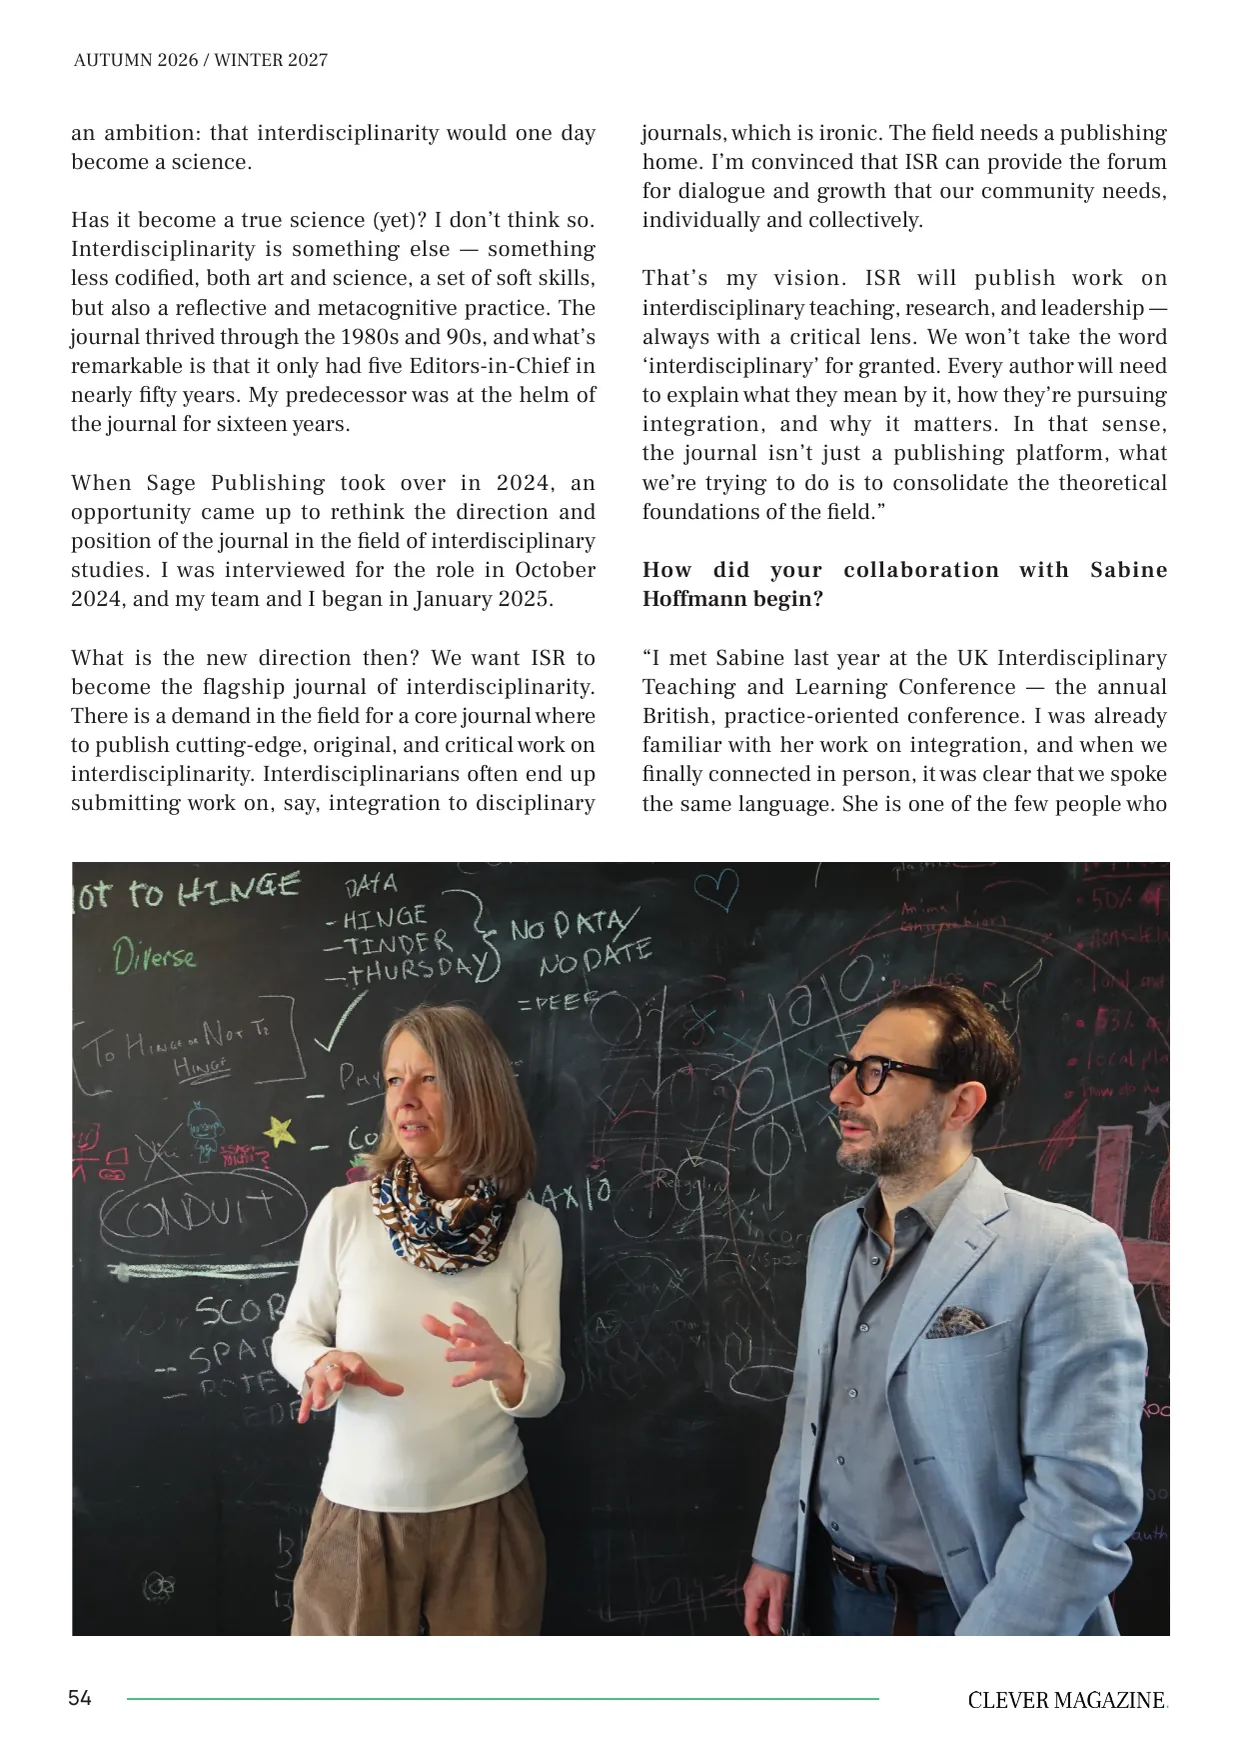 AUTUMN 2026 / WINTER 2027
an ambition: that interdisciplinarity would one day
become a science.
Has it become a true science (yet)? I don’t think so.
Interdisciplinarity is something else — something
less codified, both art and science, a set of soft skills,
but also a reflective and metacognitive practice. The
journal thrived through the 1980s and 90s, and what’s
remarkable is that it only had five Editors-in-Chief in
nearly fifty years. My predecessor was at the helm of
the journal for sixteen years.
When Sage Publishing took over in 2024, an
opportunity came up to rethink the direction and
position of the journal in the field of interdisciplinary
studies. I was interviewed for the role in October
2024, and my team and I began in January 2025.
What is the new direction then? We want ISR to
become the flagship journal of interdisciplinarity.
There is a demand in the field for a core journal where
to publish cutting-edge, original, and critical work on
interdisciplinarity. Interdisciplinarians often end up
submitting work on, say, integration to disciplinary
journals, which is ironic. The field needs a publishing
home. I’m convinced that ISR can provide the forum
for dialogue and growth that our community needs,
individually and collectively.
That’s my vision. ISR will publish work on
interdisciplinary teaching, research, and leadership —
always with a critical lens. We won’t take the word
‘interdisciplinary’ for granted. Every author will need
to explain what they mean by it, how they’re pursuing
integration, and why it matters. In that sense,
the journal isn’t just a publishing platform, what
we’re trying to do is to consolidate the theoretical
foundations of the field.”
How did your collaboration with Sabine
Hoffmann begin?
“I met Sabine last year at the UK Interdisciplinary
Teaching and Learning Conference — the annual
British, practice-oriented conference. I was already
familiar with her work on integration, and when we
finally connected in person, it was clear that we spoke
the same language. She is one of the few people who
OT TO HINGE
Diverse
DATA
- HINGE
- TINDER
- THURSDAY
NO DATA/
NO DATE
= PEER
TO HINGE OR NOT TO
HINGE
CONDUIT
SCOR
50% of
Animal
54
CLEVER MAGAZINE